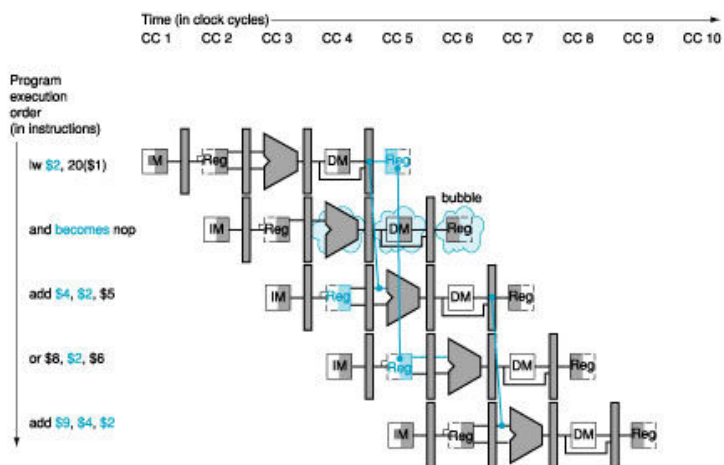 Time (in clock cycles)
CC 1 CC 2 CC 3 CC 4 CC 5 CC 6 CC 7 CC 8 CC 9 CC 10
Program
execution
order
(in instructions)
lw $2, 20($1)
IM Reg DM Reg
bubble
and becomes nop
IM Reg DM Reg
add $4, $2, $5
IM Reg DM Reg
or $8, $2, $6
IM Reg DM Reg
add $9, $4, $2
IM Reg DM Reg